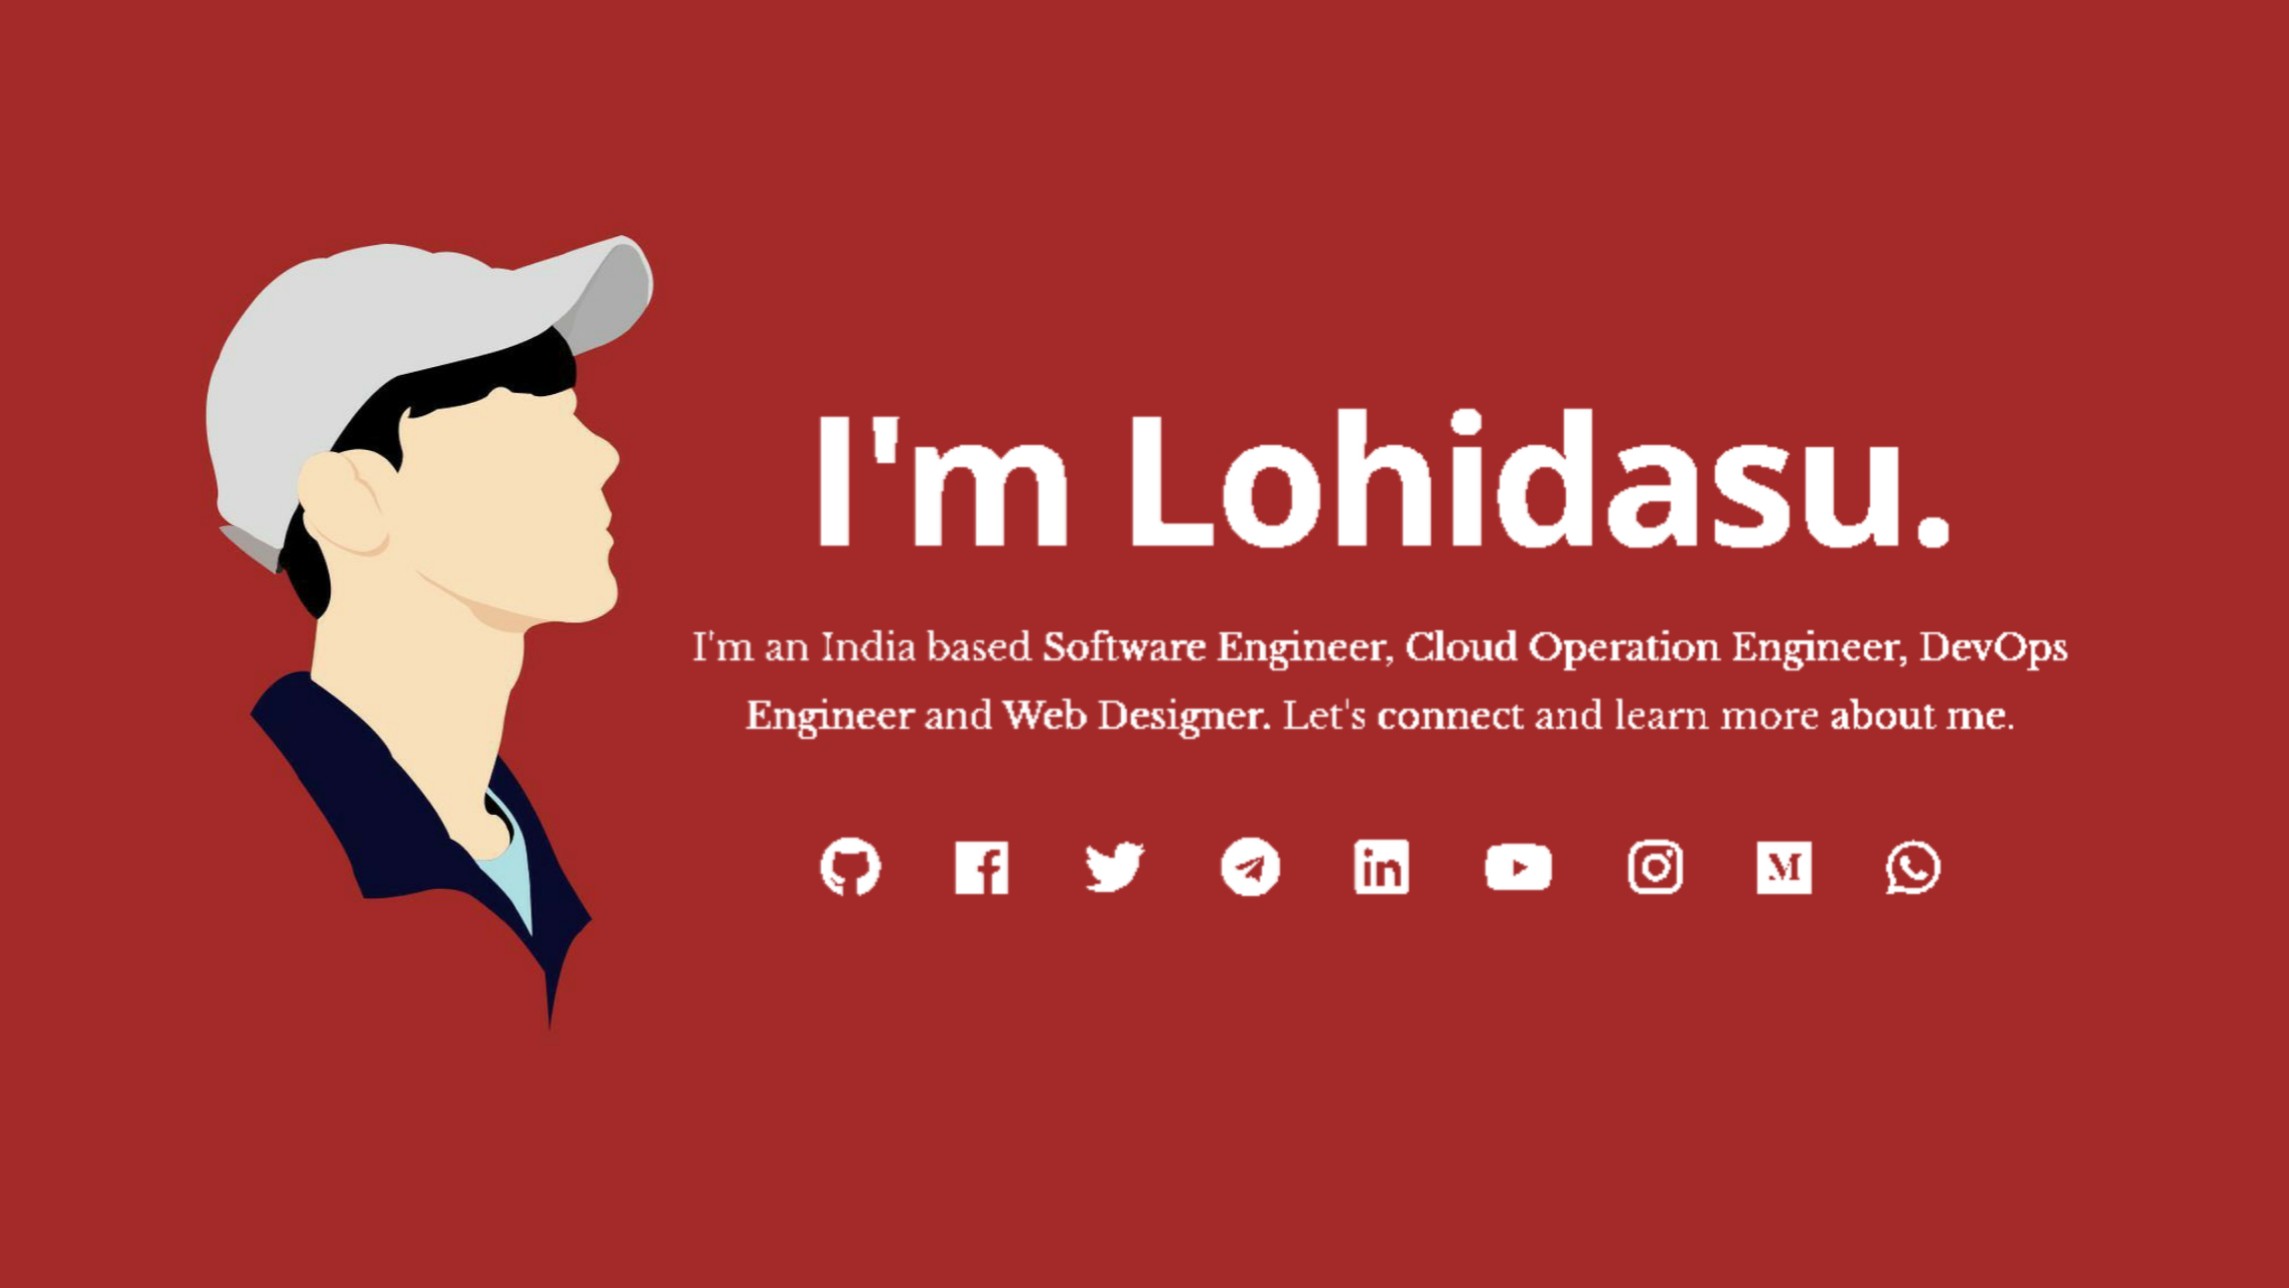 I'm Lohidasu.
I'm an India based Software Engineer, Cloud Operation Engineer, DevOps
Engineer and Web Designer. Let's connect and learn more about me.